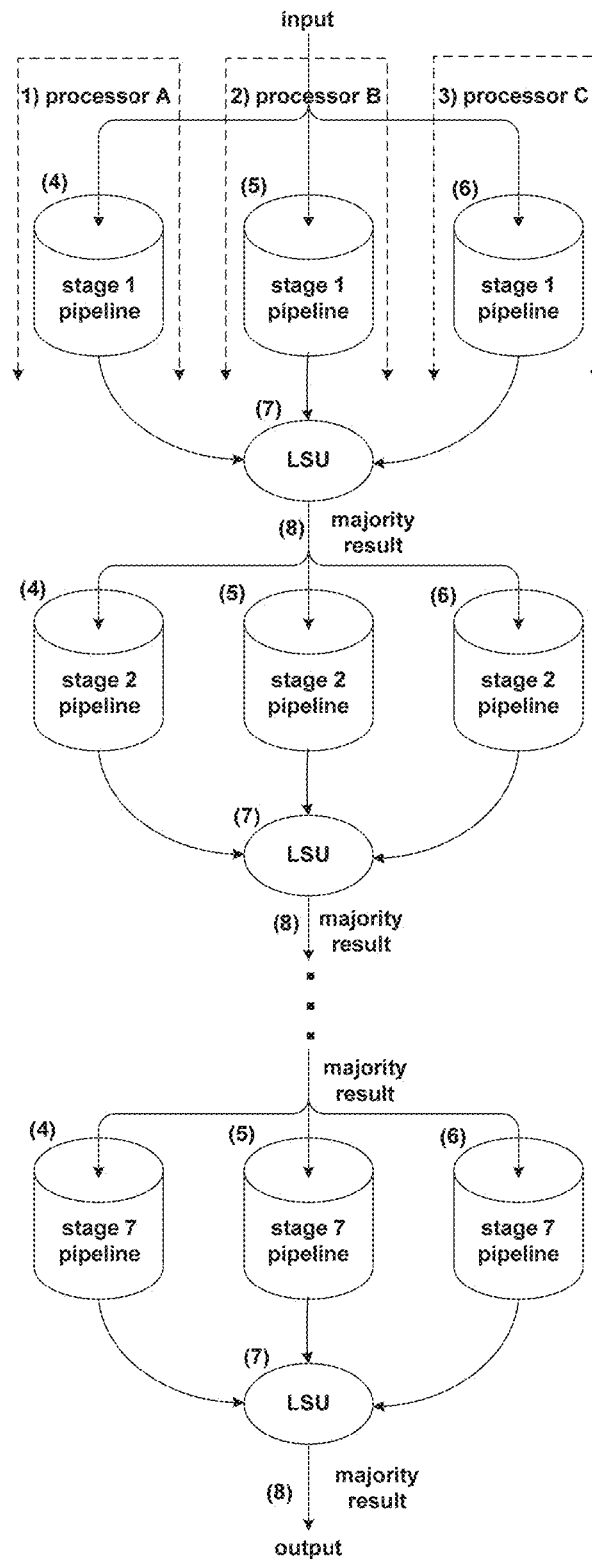 input
1) processor A
2) processor B
3) processor C
(4)
(5)
(6)
stage 1
pipeline
stage 1
pipeline
stage 1
pipeline
(7)
LSU
(8)
majority
result
(4)
(5)
(6)
stage 2
pipeline
stage 2
pipeline
stage 2
pipeline
(7)
LSU
(8)
majority
result
majority
result
(4)
(5)
(6)
stage 7
pipeline
stage 7
pipeline
stage 7
pipeline
(7)
LSU
(8)
majority
result
output